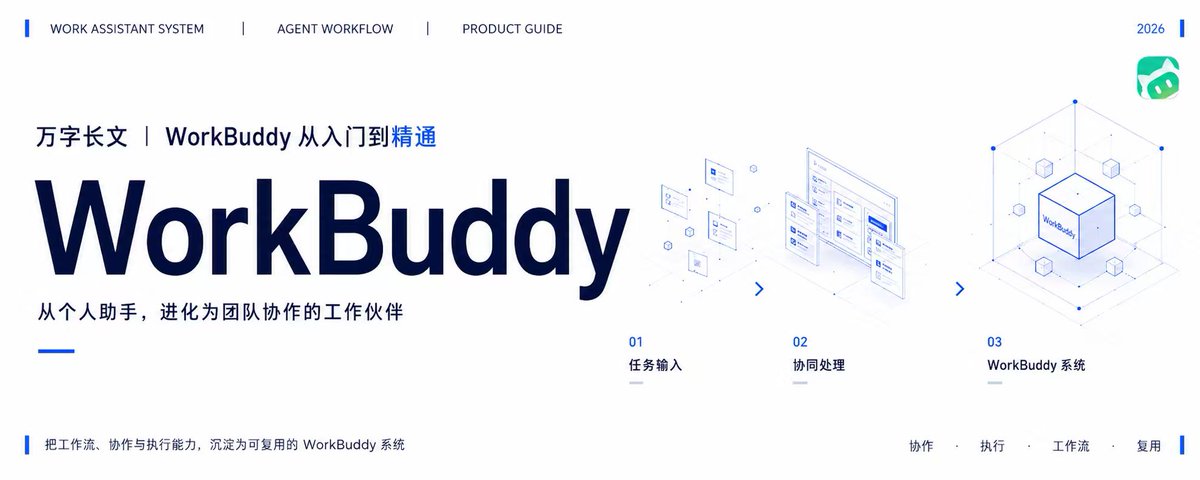 WORK ASSISTANT SYSTEM | AGENT WORKFLOW | PRODUCT GUIDE
2026
万字长文 | WorkBuddy 从入门到精通
WorkBuddy
从个人助手，进化为团队协作的工作伙伴
WorkBuddy
01
任务输入
02
协同处理
03
WorkBuddy 系统
把工作流、协作与执行能力，沉淀为可复用的 WorkBuddy 系统
协作 · 执行 · 工作流 · 复用